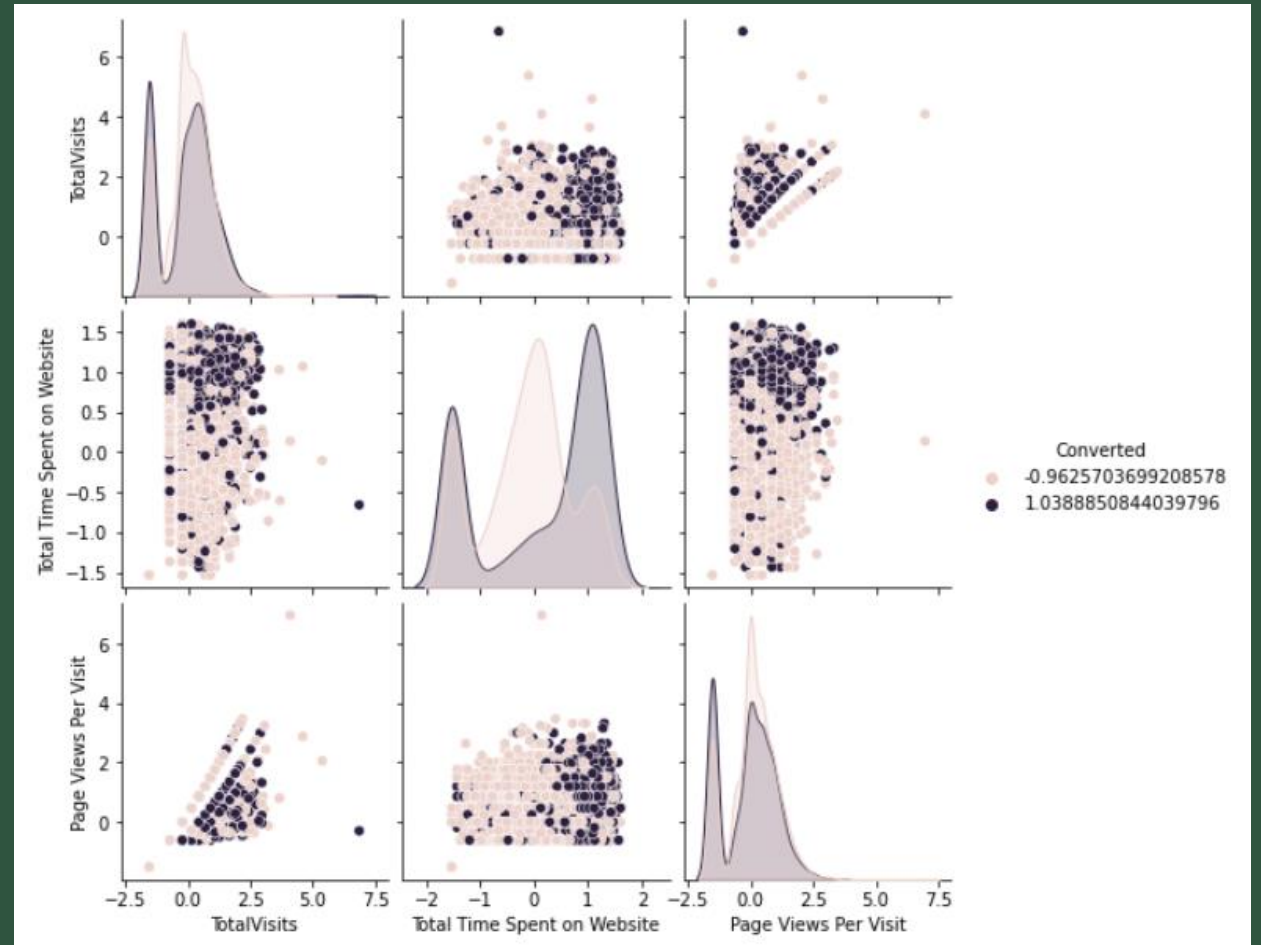 6
4
2
0
TotalVisits
1.5
1.0
0.5
0.0
−0.5
−1.0
−1.5
Total Time Spent on Website
Converted
-0.9625703699208578
1.0388850844039796
6
4
2
0
Page Views Per Visit
−2.5 0.0 2.5 5.0 7.5
TotalVisits
−2 −1 0 1 2
Total Time Spent on Website
−2.5 0.0 2.5 5.0 7.5
Page Views Per Visit